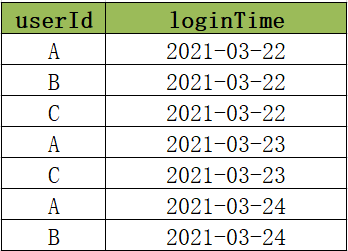 userId loginTime
A 2021-03-22
B 2021-03-22
C 2021-03-22
A 2021-03-23
C 2021-03-23
A 2021-03-24
B 2021-03-24